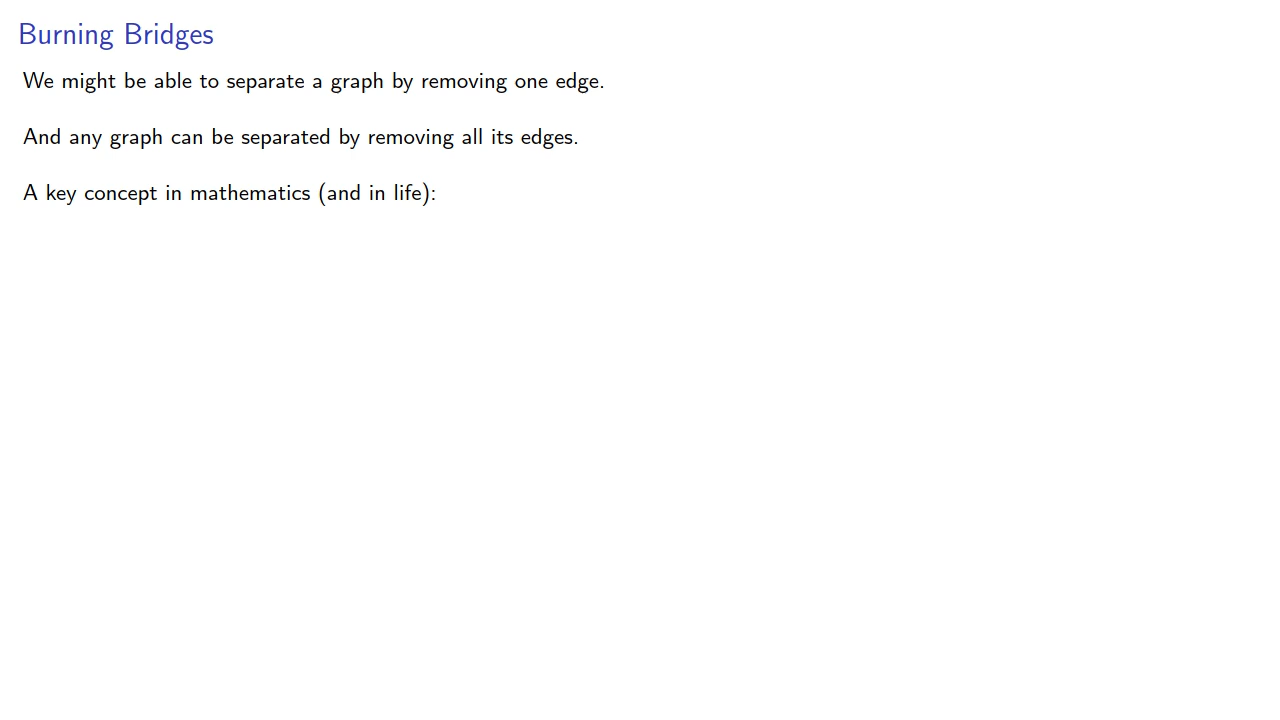 Burning Bridges
We might be able to separate a graph by removing one edge.
And any graph can be separated by removing all its edges.
A key concept in mathematics (and in life):